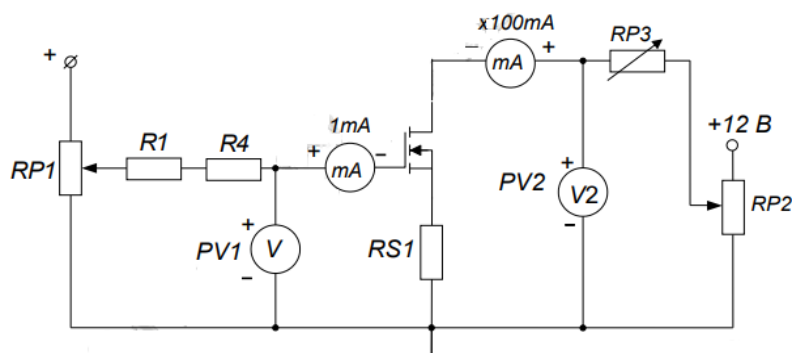 x100mA
RP3
+
−
+
mA
1mA
+12 В
R1
R4
+
−
RP1
mA
+
PV2
V2
RP2
+
−
PV1
V
RS1
−